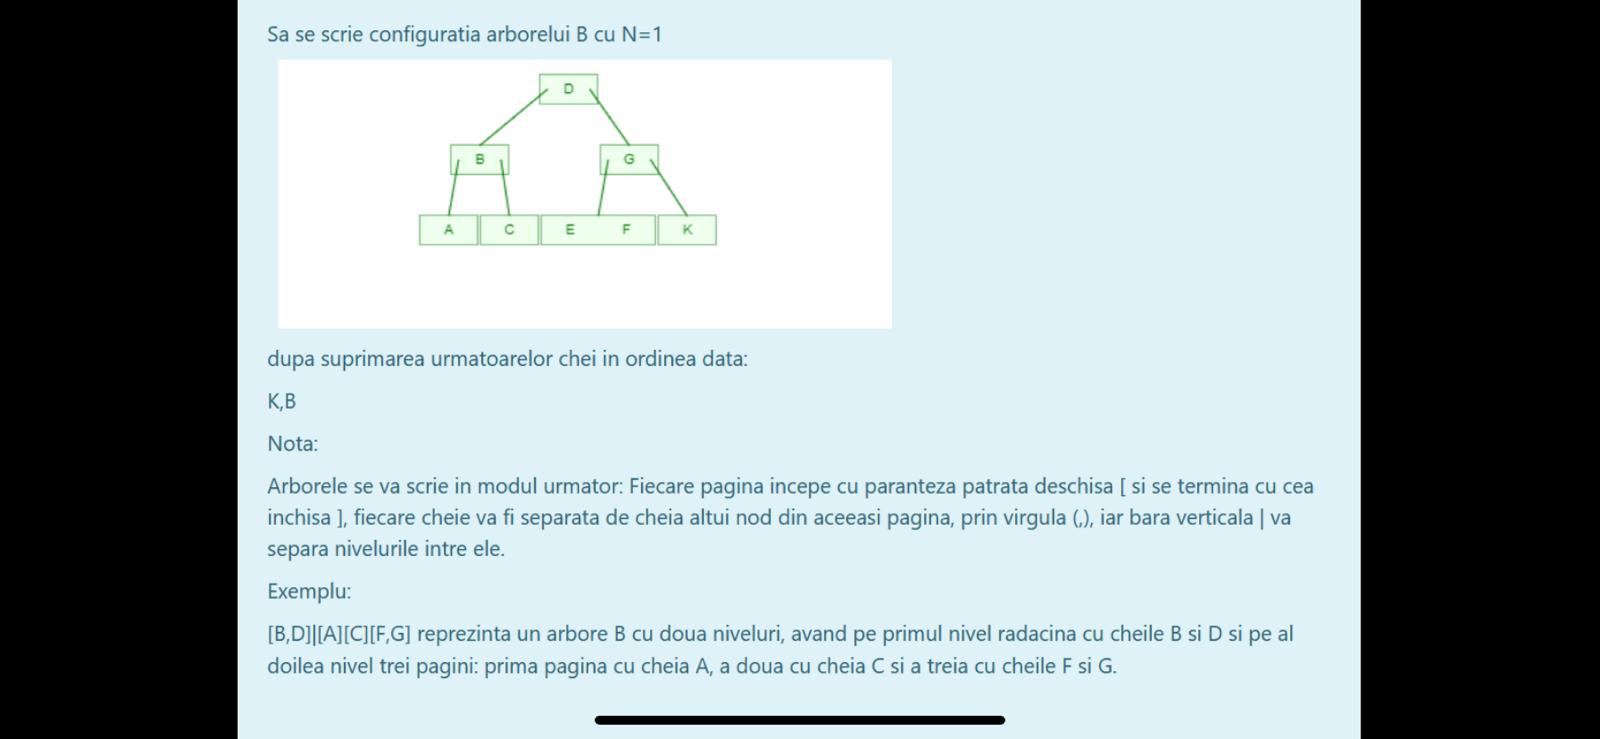 Sa se scrie configuratia arborelui B cu N=1
D
B G
A C E F K
dupa suprimarea urmatoarelor chei in ordinea data:
K,B
Nota:
Arborele se va scrie in modul urmator: Fiecare pagina incepe cu paranteza patrata deschisa [ si se termina cu cea
inchisa ], fiecare cheie va fi separata de cheia altui nod din aceeasi pagina, prin virgula (,), iar bara verticala | va
separa nivelurile intre ele.
Exemplu:
[B,D]|[A][C][F,G] reprezinta un arbore B cu doua niveluri, avand pe primul nivel radacina cu cheile B si D si pe al
doilea nivel trei pagini: prima pagina cu cheia A, a doua cu cheia C si a treia cu cheile F si G.